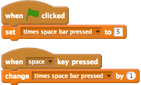 when clicked
set times space bar pressed to 5
when space key pressed
change times space bar pressed by 1